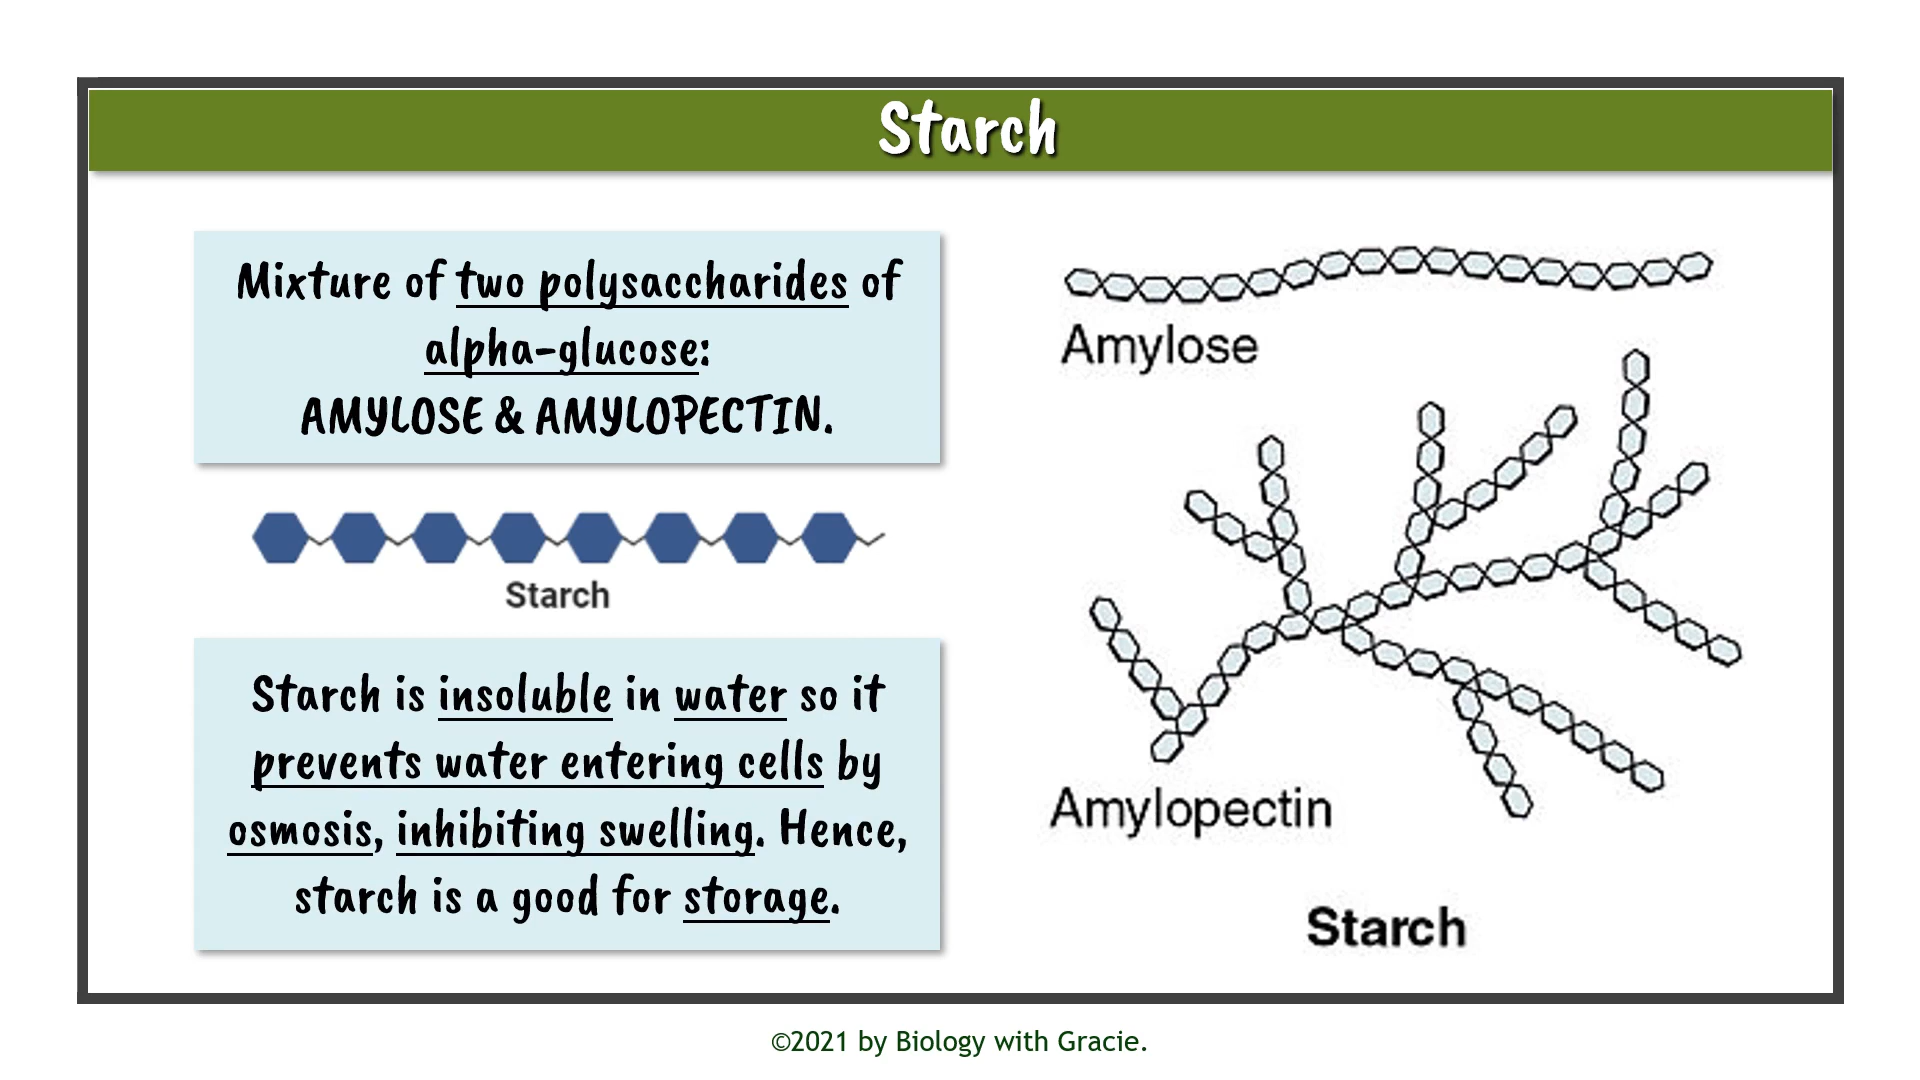 Starch
Mixture of two polysaccharides of
alpha-glucose:
AMYLOSE & AMYLOPECTIN.
Starch
Starch is insoluble in water so it
prevents water entering cells by
osmosis, inhibiting swelling. Hence,
starch is a good for storage.
Amylose
Amylopectin
Starch
©2021 by Biology with Gracie.